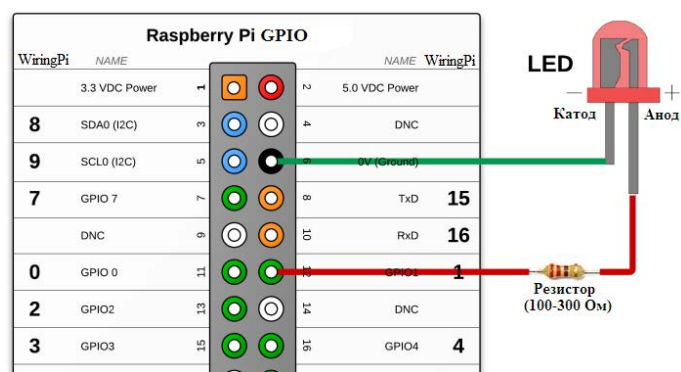 Raspberry Pi GPIO
WiringPi NAME NAME WiringPi
LED
3.3 VDC Power 1 2 5.0 VDC Power
— +
Катод Анод
8 SDA0 (I2C) 3 4 DNC
9 SCL0 (I2C) 5 6 0V (Ground)
7 GPIO 7 7 8 TxD 15
DNC 9 10 RxD 16
0 GPIO 0 11 12 GPIO1 1
Резистор
(100-300 Ом)
2 GPIO2 13 14 DNC
3 GPIO3 15 16 GPIO4 4